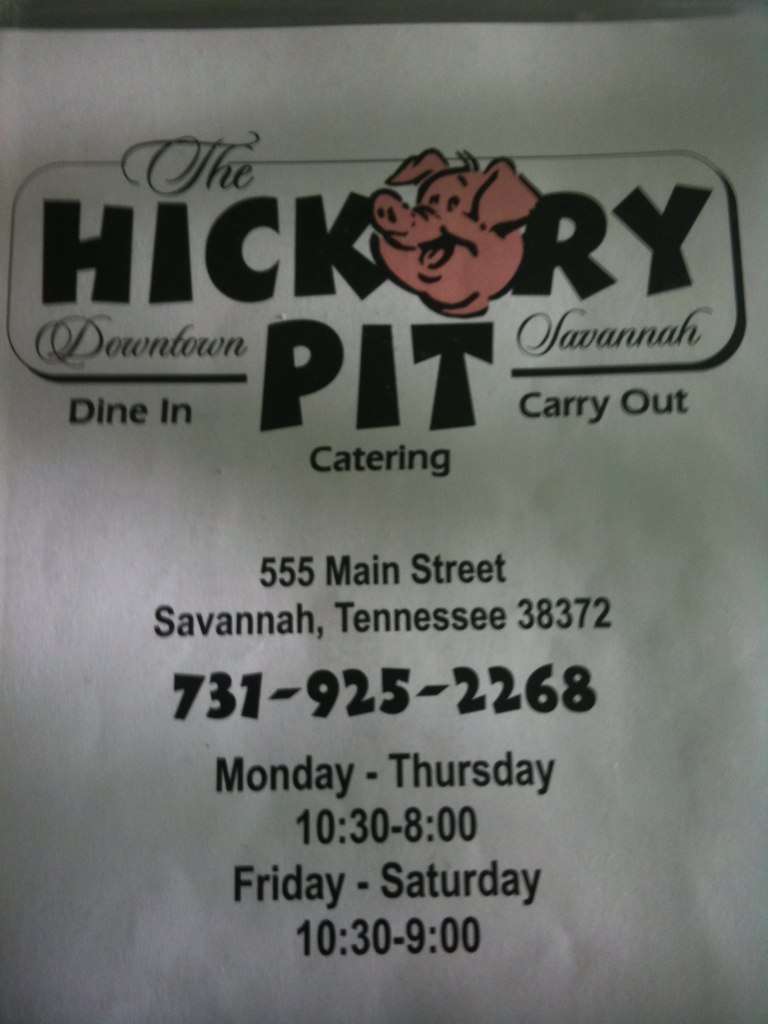 The
HICKORY
Downtown PIT Savannah
Dine In Carry Out
Catering
555 Main Street
Savannah, Tennessee 38372
731-925-2268
Monday - Thursday
10:30-8:00
Friday - Saturday
10:30-9:00